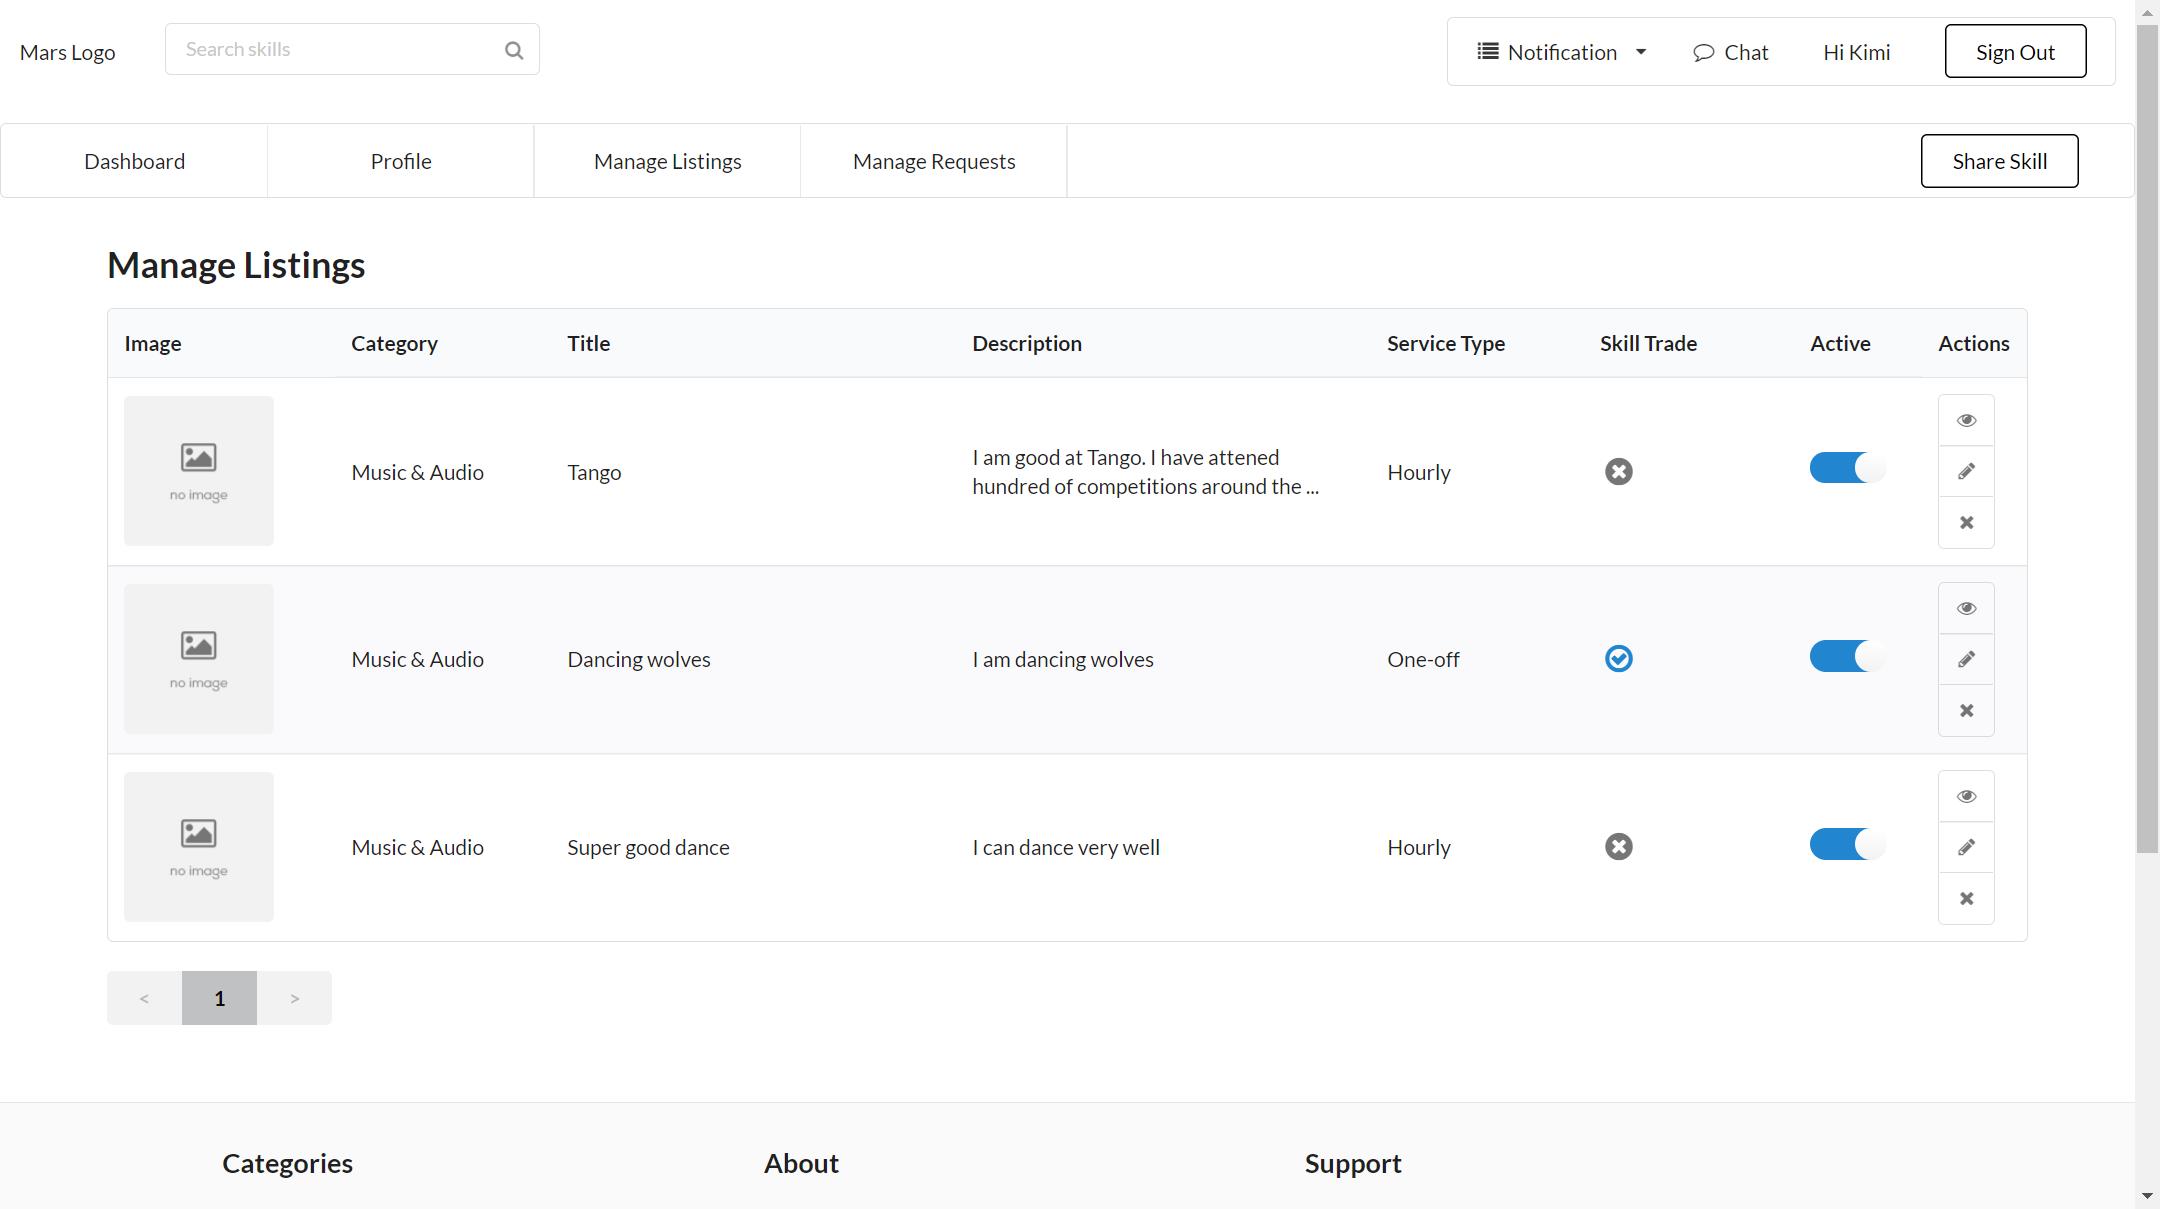 Mars Logo
Search skills
Notification
Chat
Hi Kimi
Sign Out
Dashboard
Profile
Manage Listings
Manage Requests
Share Skill
Manage Listings
Image Category Title Description Service Type Skill Trade Active Actions
no image
Music & Audio
Tango
I am good at Tango. I have attened
hundred of competitions around the ...
Hourly
no image
Music & Audio
Dancing wolves
I am dancing wolves
One-off
no image
Music & Audio
Super good dance
I can dance very well
Hourly
< 1 >
Categories
About
Support